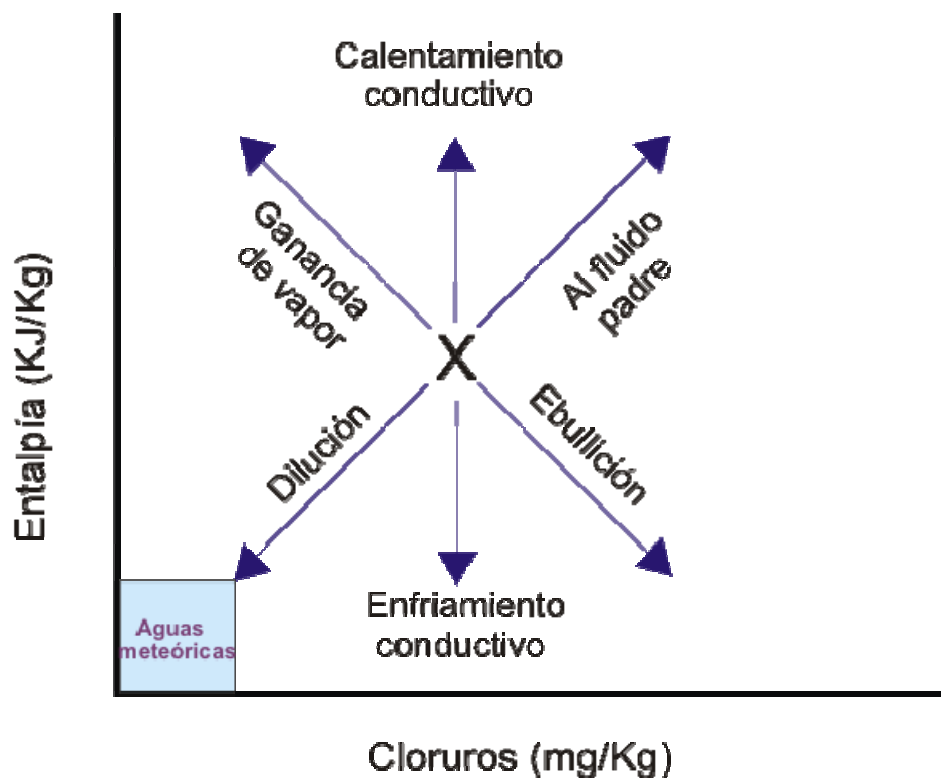 Calentamiento
conductivo
Ganancia
de vapor
Al fluido
padre
Entalpía (KJ/Kg)
X
Dilución
Ebullición
Enfriamiento
conductivo
Aguas
meteóricas
Cloruros (mg/Kg)